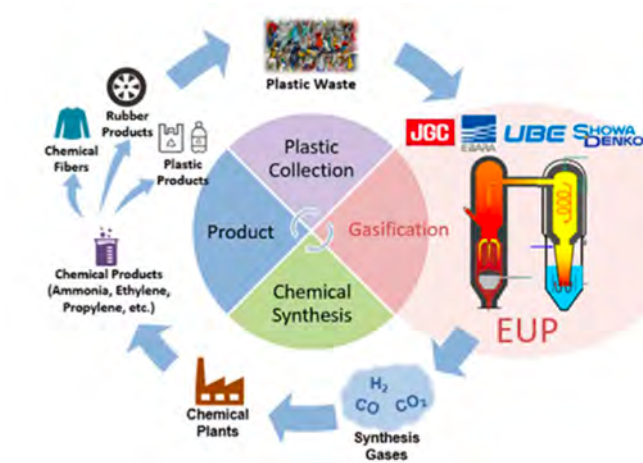 Plastic Waste
JGC
EBARA
UBE
SHOWA
DENKO
Rubber
Products
Chemical
Fibers
Plastic
Products
Plastic
Collection
Product
Gasification
Chemical
Synthesis
Chemical Products
(Ammonia, Ethylene,
Propylene, etc.)
EUP
H₂
CO CO₂
Chemical
Plants
Synthesis
Gases